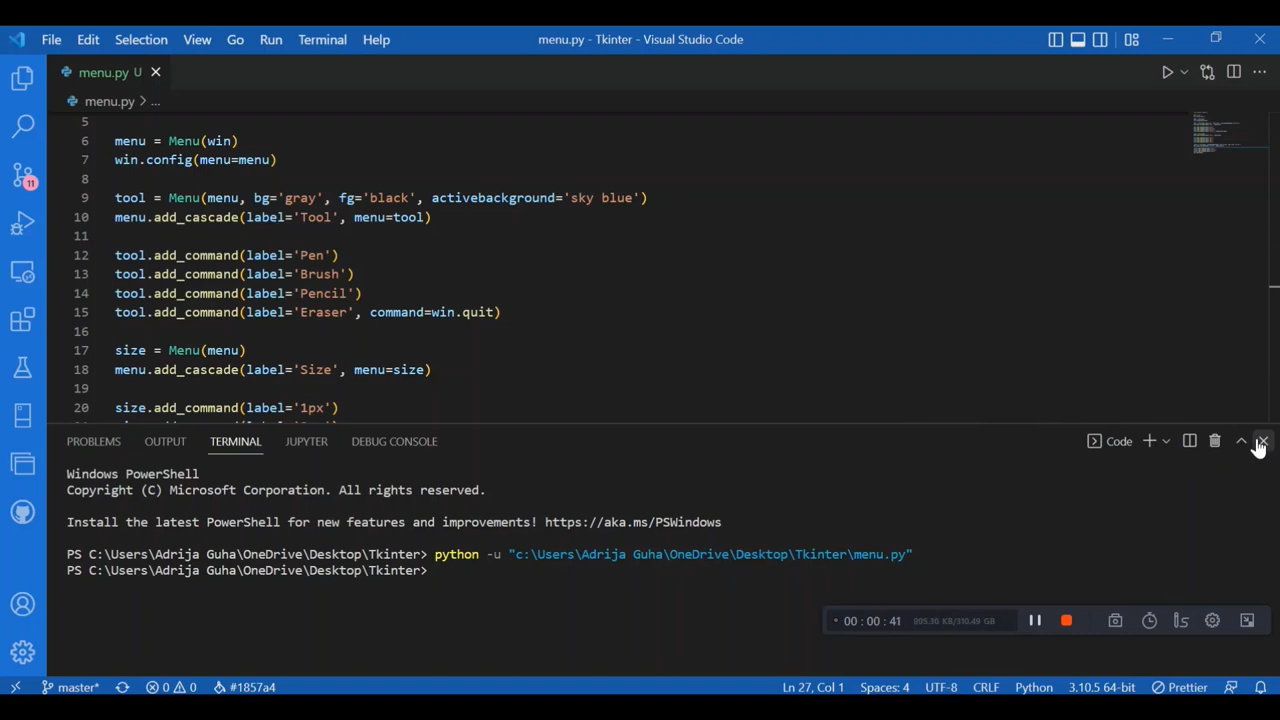 File Edit Selection View Go Run Terminal Help
menu.py - Tkinter - Visual Studio Code
menu.py U
menu.py > ...
5
6 menu = Menu(win)
7 win.config(menu=menu)
8
9 tool = Menu(menu, bg='gray', fg='black', activebackground='sky blue')
10 menu.add_cascade(label='Tool', menu=tool)
11
12 tool.add_command(label='Pen')
13 tool.add_command(label='Brush')
14 tool.add_command(label='Pencil')
15 tool.add_command(label='Eraser', command=win.quit)
16
17 size = Menu(menu)
18 menu.add_cascade(label='Size', menu=size)
19
20 size.add_command(label='1px')
11
PROBLEMS OUTPUT TERMINAL JUPYTER DEBUG CONSOLE
Code
Windows PowerShell
Copyright (C) Microsoft Corporation. All rights reserved.
Install the latest PowerShell for new features and improvements! https://aka.ms/PSWindows
PS C:\Users\Adrija Guha\OneDrive\Desktop\Tkinter> python -u "c:\Users\Adrija Guha\OneDrive\Desktop\Tkinter\menu.py"
PS C:\Users\Adrija Guha\OneDrive\Desktop\Tkinter>
00 : 00 : 41 895.30 KB/310.49 GB
master* 0 0 #1857a4
Ln 27, Col 1 Spaces: 4 UTF-8 CRLF Python 3.10.5 64-bit Prettier